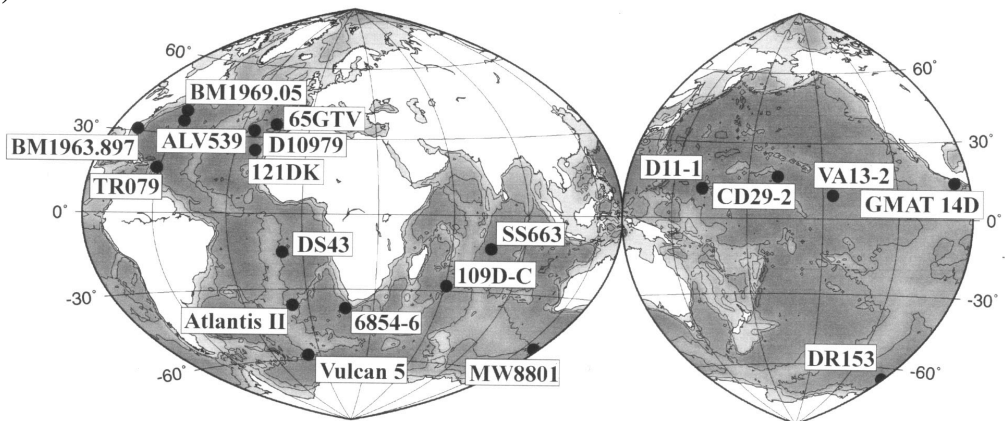 )
60°
60°
BM1969.05
65GTV
30°
30°
BM1963.897
ALV539
D10979
D11-1
VA13-2
TR079
121DK
CD29-2
GMAT 14D
0°
0°
DS43
SS663
109D-C
-30°
-30°
Atlantis II
6854-6
Vulcan 5
MW8801
DR153
-60°
-60°